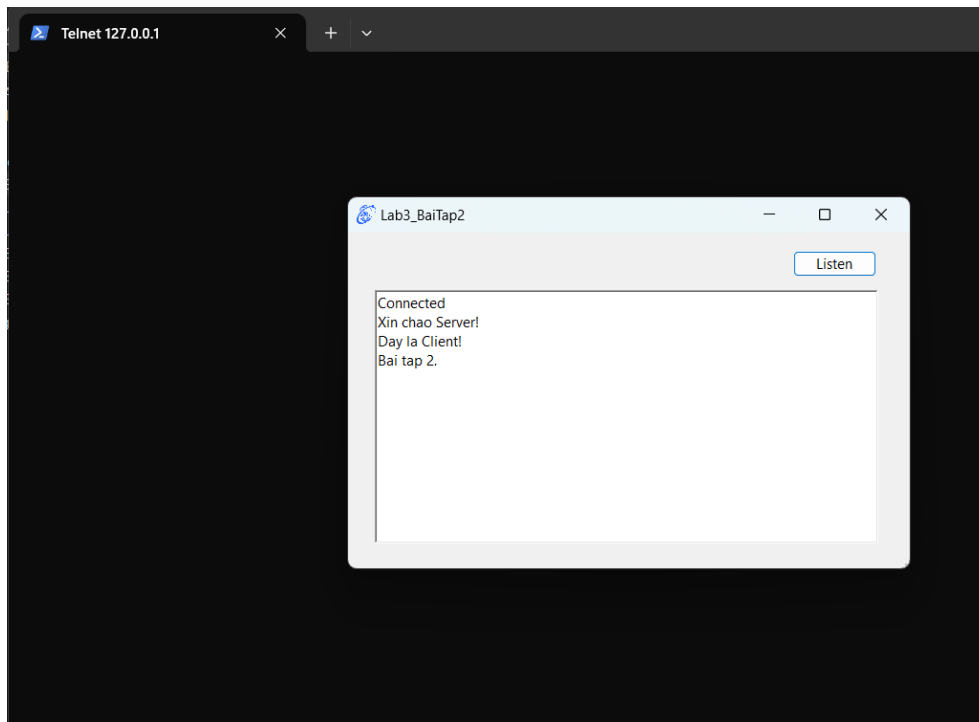 Telnet 127.0.0.1
Lab3_BaiTap2
Listen
Connected
Xin chao Server!
Day la Client!
Bai tap 2.